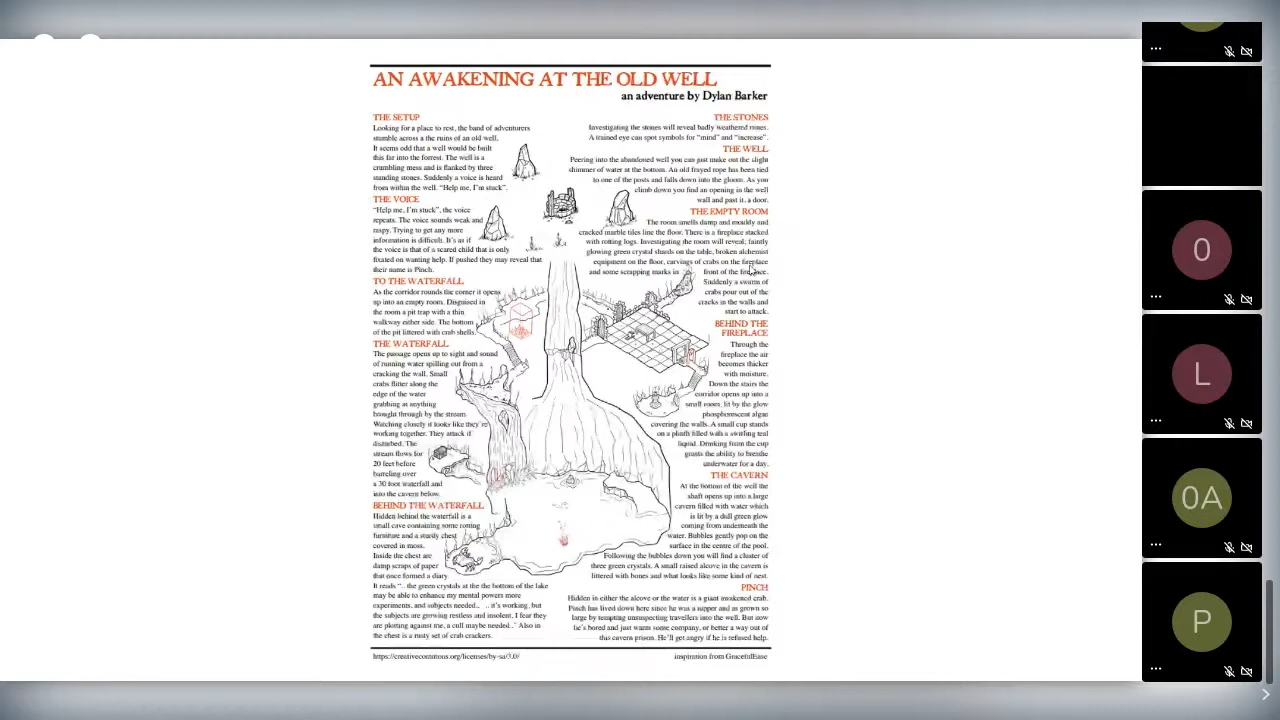 AN AWAKENING AT THE OLD WELL
an adventure by Dylan Barker
THE SETUP
Looking for a place to rest, the band of adventurers
stumble across a the ruins of an old well.
It seems odd that a well would be built
this far into the forrest. The well is a
crumbling mess and is flanked by three
standing stones. Suddenly a voice is heard
from within the well. "Help me, I'm stuck".
THE VOICE
"Help me, I'm stuck", the voice
repeats. The voice sounds weak and
raspy. Trying to get any more
information is difficult. It's as if
the voice is that of a scared child that is only
fixated on wanting help. If pushed they may reveal that
their name is Pinch.
TO THE WATERFALL
As the corridor rounds the corner it opens
up into an empty room. Disguised in
the room a pit trap with a thin
walkway either side. The bottom
of the pit littered with crab shells.
THE WATERFALL
The passage opens up to sight and sound
of running water spilling out from a
cracking the wall. Small
crabs flitter along the
edge of the water
grabbing at anything
brought through by the stream.
Watching closely it looks like they're
working together. They attack if
disturbed. The
stream flows for
20 feet before
barreling over
a 30 foot waterfall and
into the cavern below.
BEHIND THE WATERFALL
Hidden behind the waterfall is a
small cave containing some rotting
furniture and a sturdy chest
covered in moss.
Inside the chest are
damp scraps of paper
that once formed a diary.
It reads ".. the green crystals at the the bottom of the lake
may be able to enhance my mental powers more
experiments, and subjects needed.. .. it's working, but
the subjects are growing restless and insolent, I fear they
are plotting against me, a cull maybe needed.." Also in
the chest is a rusty set of crab crackers.
THE STONES
Investigating the stones will reveal badly weathered runes.
A trained eye can spot symbols for "mind" and "increase".
THE WELL
Peering into the abandoned well you can just make out the slight
shimmer of water at the bottom. An old frayed rope has been tied
to one of the posts and falls down into the gloom. As you
climb down you find an opening in the well
wall and past it, a door.
THE EMPTY ROOM
The room smells damp and mouldy and
cracked marble tiles line the floor. There is a fireplace stacked
with rotting logs. Investigating the room will reveal; faintly
glowing green crystal shards on the table, broken alchemist
equipment on the floor, carvings of crabs on the fireplace
and some scrapping marks in front of the fireplace.
Suddenly a swarm of
crabs pour out of the
cracks in the walls and
start to attack.
BEHIND THE
FIREPLACE
Through the
fireplace the air
becomes thicker
with moisture.
Down the stairs the
corridor opens up into a
small room, lit by the glow
phosphorescent algae
covering the walls. A small cup stands
on a plinth filled with a swirling teal
liquid. Drinking from the cup
grants the ability to breathe
underwater for a day.
THE CAVERN
At the bottom of the well the
shaft opens up into a large
cavern filled with water which
is lit by a dull green glow
coming from underneath the
water. Bubbles gently pop on the
surface in the centre of the pool.
Following the bubbles down you will find a cluster of
three green crystals. A small raised alcove in the cavern is
littered with bones and what looks like some kind of nest.
PINCH
Hidden in either the alcove or the water is a giant awakened crab.
Pinch has lived down here since he was a nipper and as grown so
large by tempting unsuspecting travellers into the well. But now
he's bored and just wants some company, or better a way out of
this cavern prison. He'll get angry if he is refused help.
https://creativecommons.org/licenses/by-sa/3.0/
inspiration from GracefulEase
0
L
0A
P